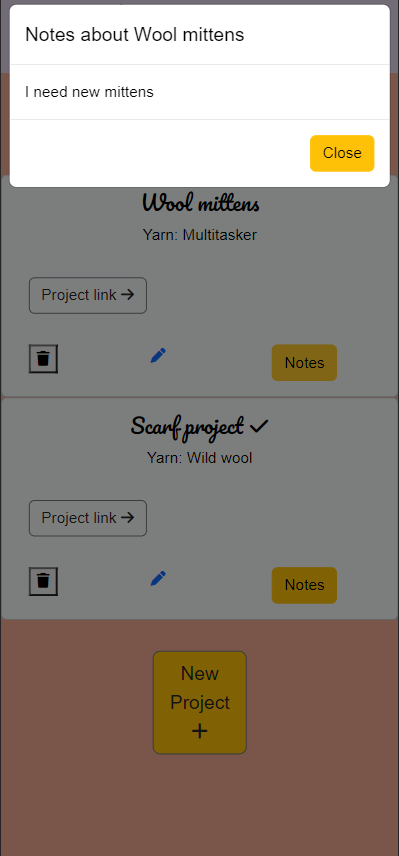 Notes about Wool mittens
I need new mittens
Close
Wool mittens
Yarn: Multitasker
Project link
Notes
Scarf project
Yarn: Wild wool
Project link
Notes
New
Project
+